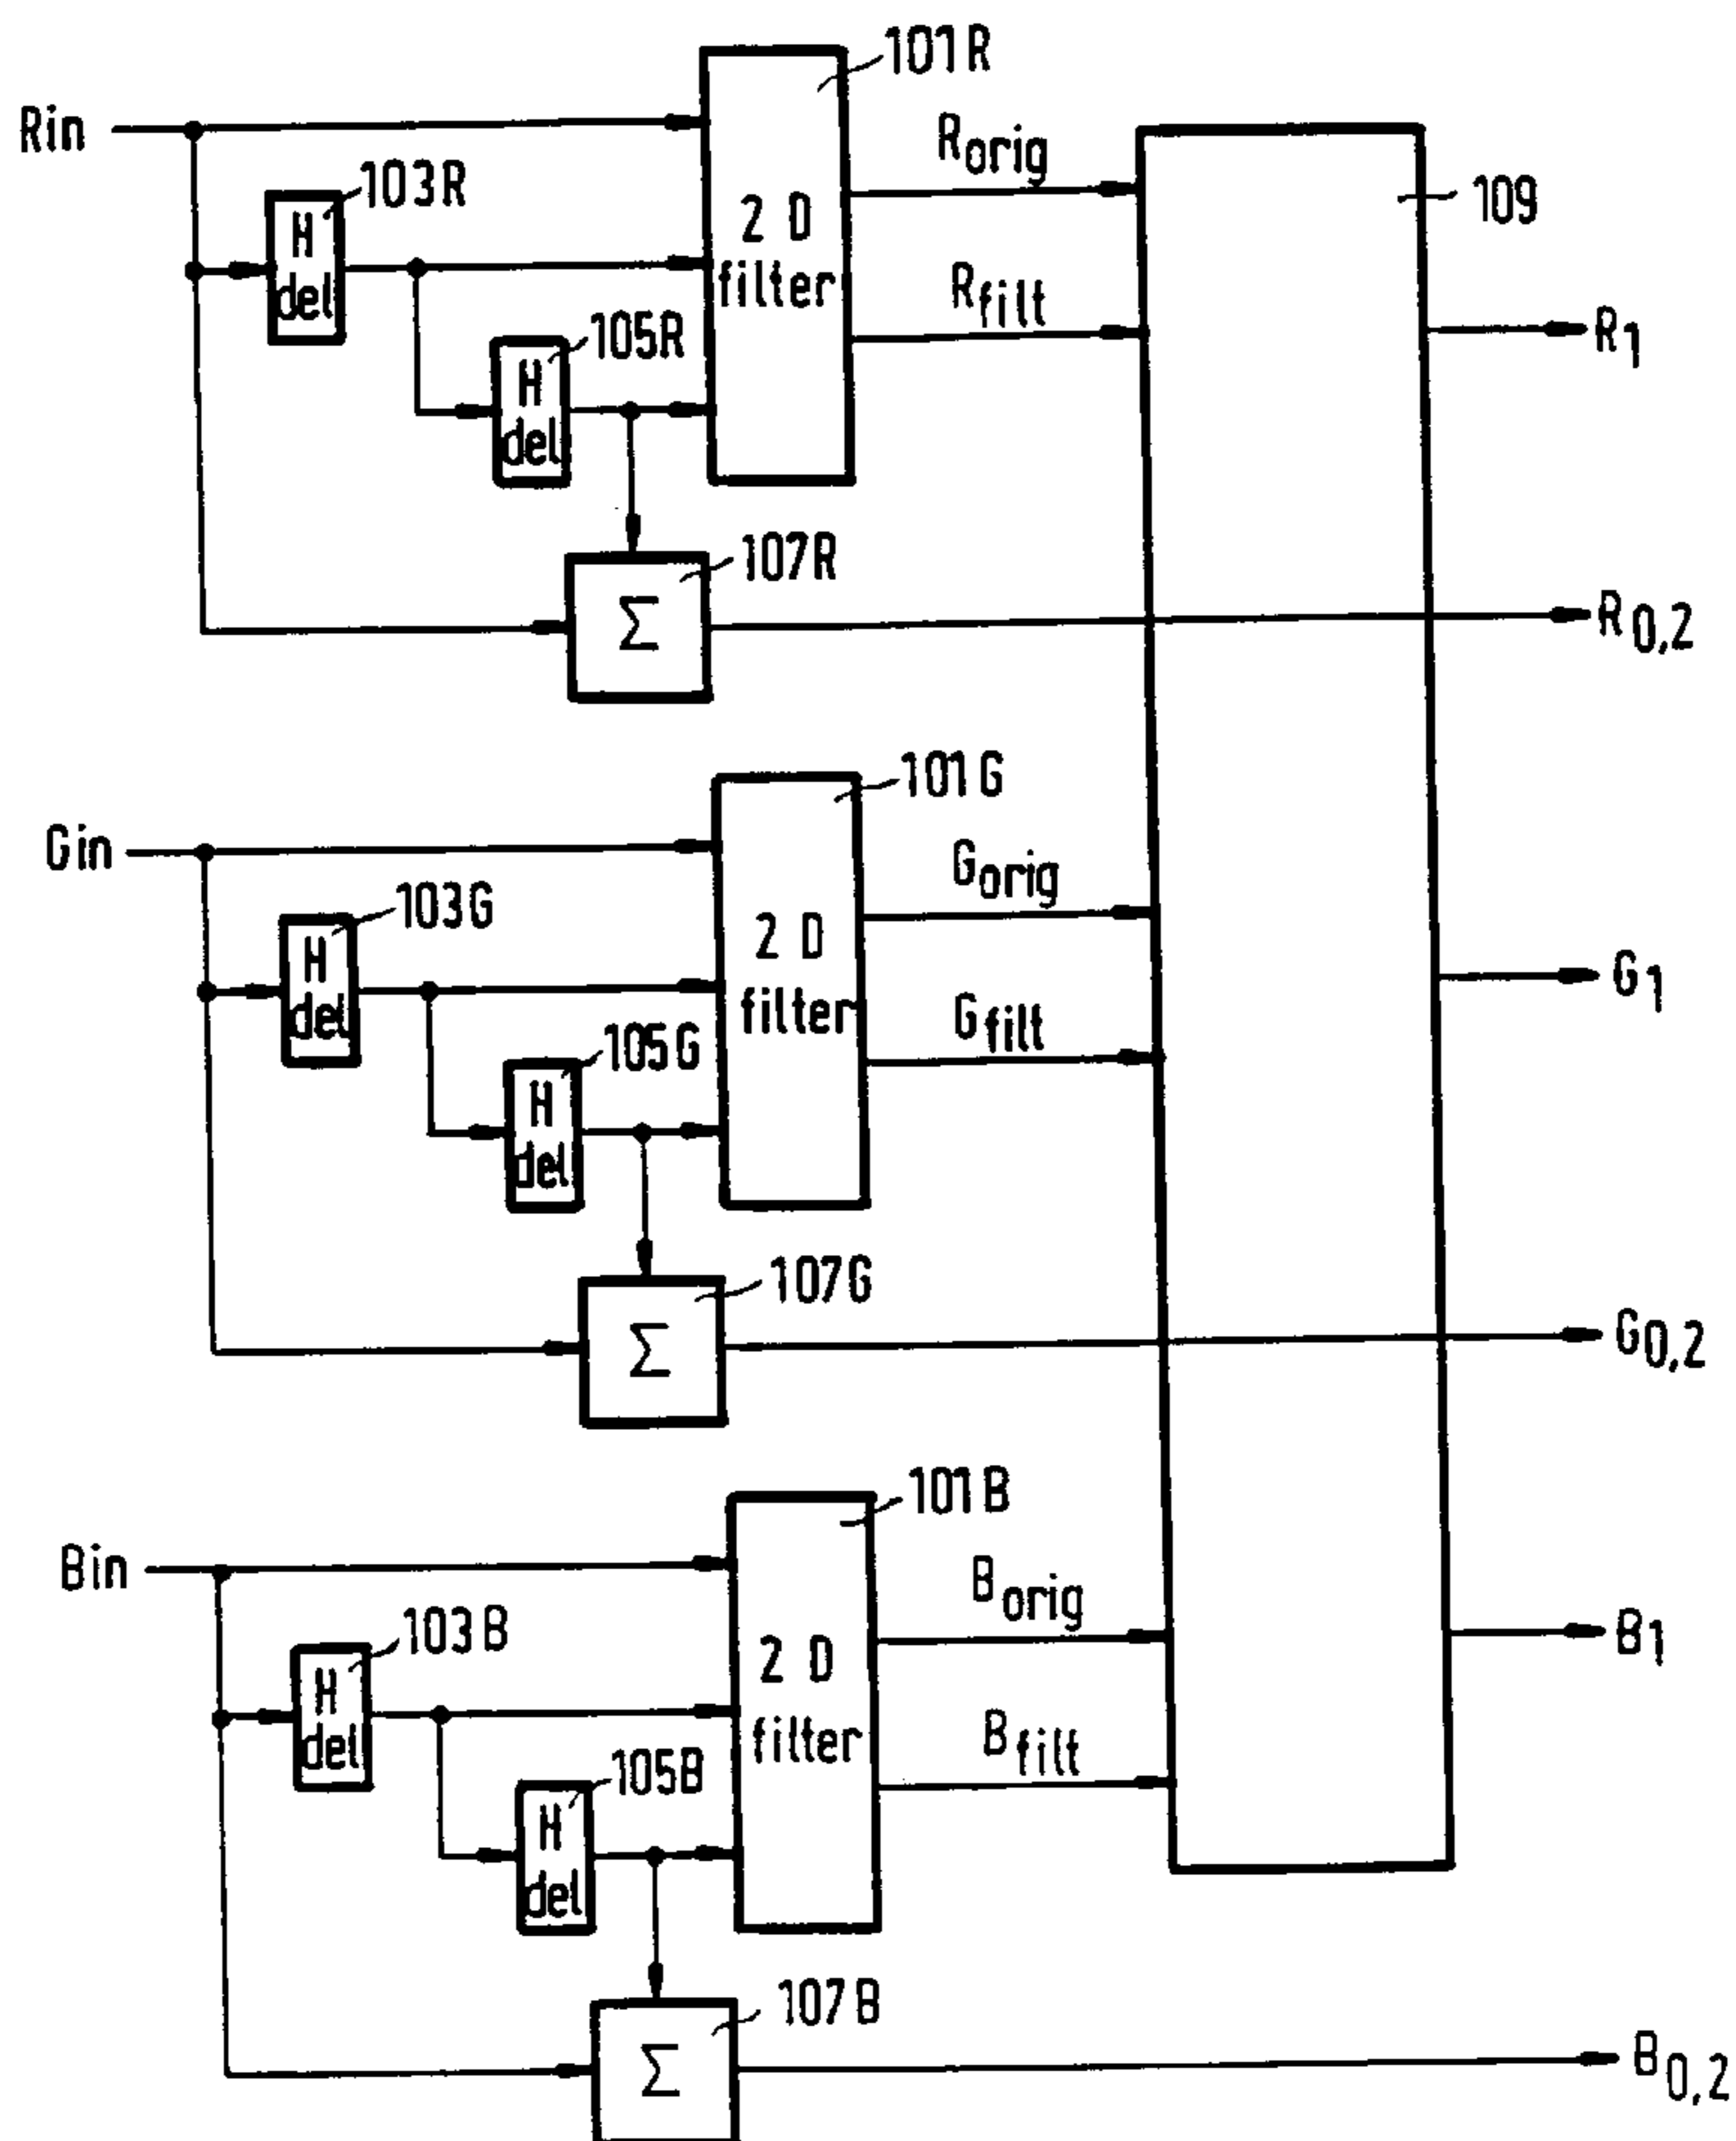 101R
Rin
Rorig
103R
H
del
2 D
filter
109
Rfilt
105R
H
del
R1
107R
Σ
R0,2
101G
Gin
Gorig
103G
H
del
2 D
filter
G1
Gfilt
105G
H
del
107G
Σ
G0,2
101B
Bin
Borig
103B
H
del
2 D
filter
B1
Bfilt
105B
H
del
107B
Σ
B0,2